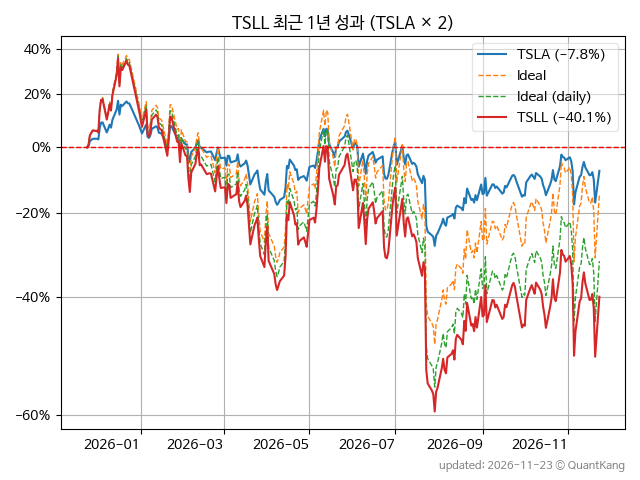 TSLL 최근 1년 성과 (TSLA × 2)
40%
20%
0%
−20%
−40%
−60%
TSLA (−7.8%)
Ideal
Ideal (daily)
TSLL (−40.1%)
2026-01
2026-03
2026-05
2026-07
2026-09
2026-11
updated: 2026-11-23 © QuantKang